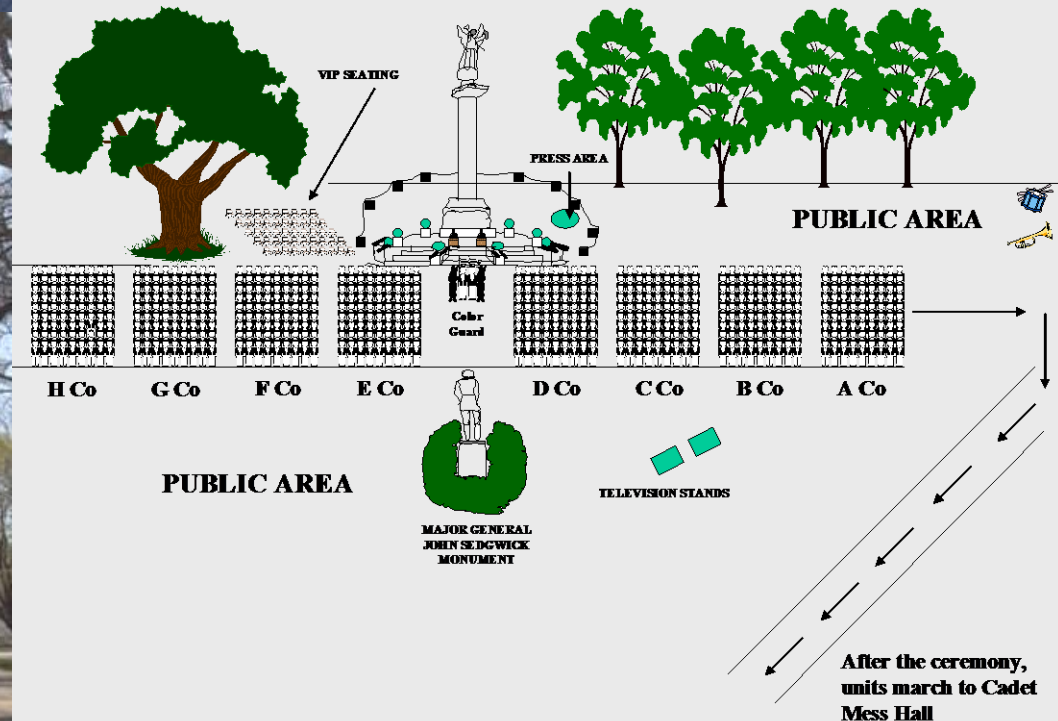 VIP SEATING
PRESS AREA
PUBLIC AREA
Color
Guard
H Co
G Co
F Co
E Co
D Co
C Co
B Co
A Co
PUBLIC AREA
TELEVISION STANDS
MAJOR GENERAL
JOHN SEDGWICK
MONUMENT
After the ceremony,
units march to Cadet
Mess Hall